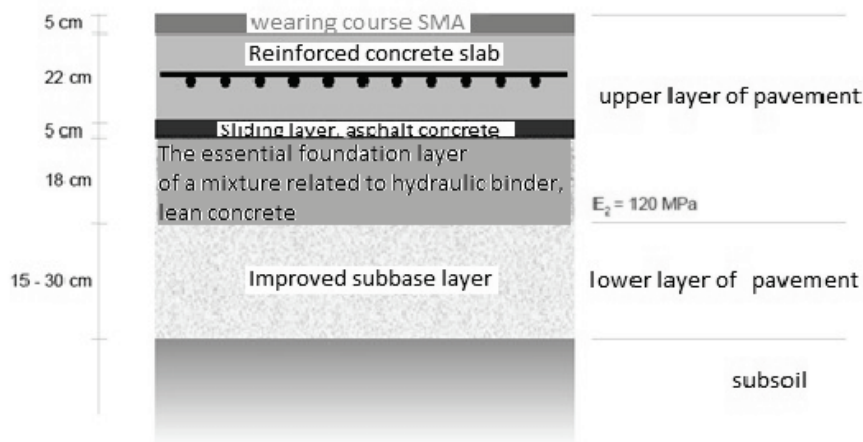 5 cm
wearing course SMA
Reinforced concrete slab
22 cm
upper layer of pavement
5 cm
Sliding layer, asphalt concrete
The essential foundation layer
of a mixture related to hydraulic binder,
lean concrete
18 cm
E₂ = 120 MPa
15 - 30 cm
Improved subbase layer
lower layer of pavement
subsoil